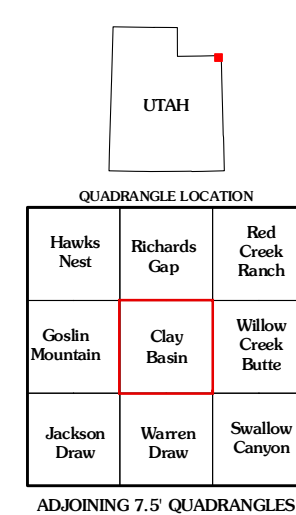 UTAH
QUADRANGLE LOCATION
Hawks
Nest
Richards
Gap
Red
Creek
Ranch
Goslin
Mountain
Clay
Basin
Willow
Creek
Butte
Jackson
Draw
Warren
Draw
Swallow
Canyon
ADJOINING 7.5' QUADRANGLES